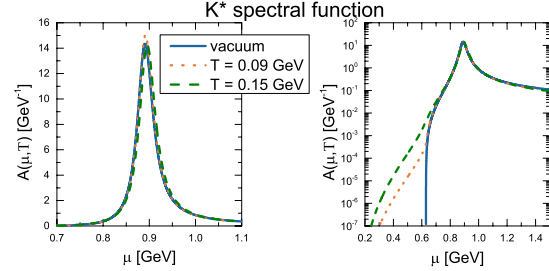 K* spectral function
vacuum
T = 0.09 GeV
T = 0.15 GeV
A(μ,T) [GeV⁻¹]
16
14
12
10
8
6
4
2
0
0.7 0.8 0.9 1.0 1.1
μ [GeV]
A(μ,T) [GeV⁻¹]
10²
10¹
10⁰
10⁻¹
10⁻²
10⁻³
10⁻⁴
10⁻⁵
10⁻⁶
10⁻⁷
0.2 0.4 0.6 0.8 1.0 1.2 1.4
μ [GeV]